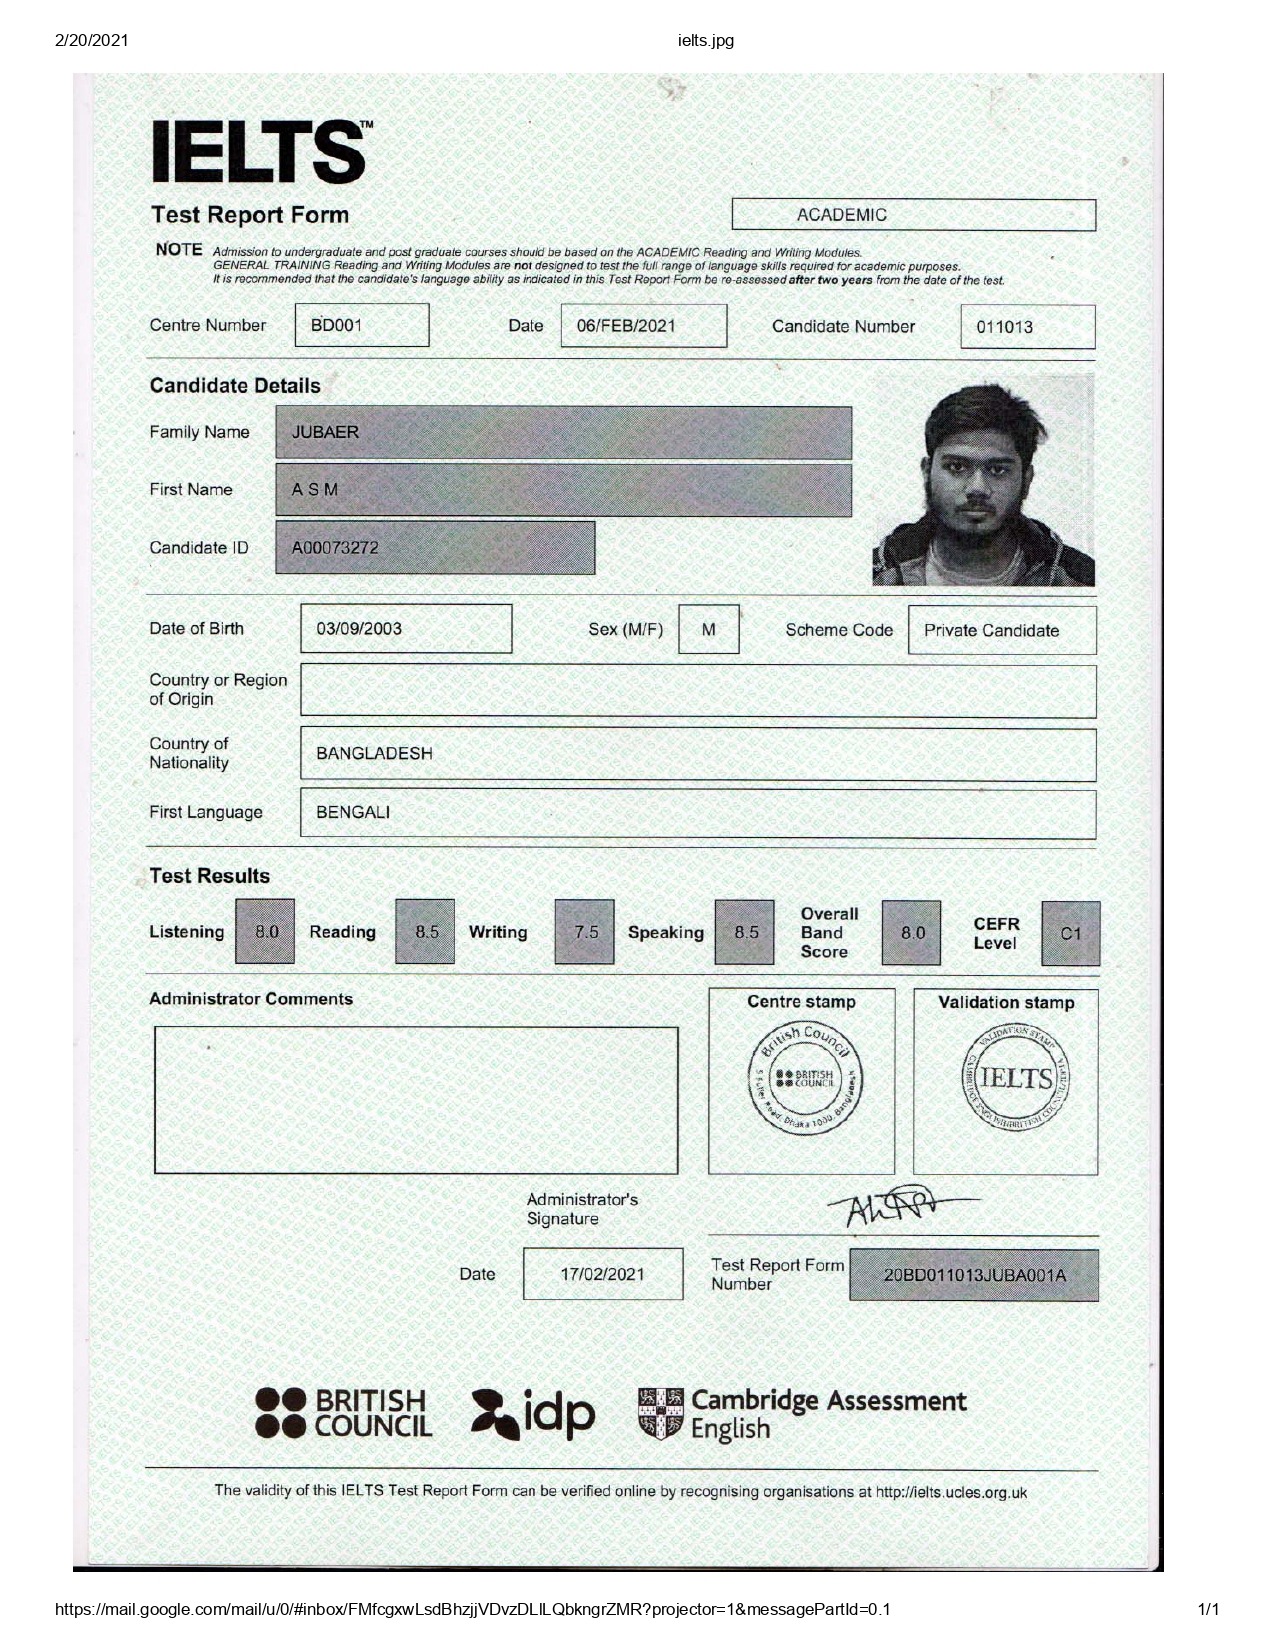 2/20/2021 ielts.jpg
IELTS™
Test Report Form
ACADEMIC
NOTE Admission to undergraduate and post graduate courses should be based on the ACADEMIC Reading and Writing Modules.
GENERAL TRAINING Reading and Writing Modules are not designed to test the full range of language skills required for academic purposes.
It is recommended that the candidate's language ability as indicated in this Test Report Form be re-assessed after two years from the date of the test.
Centre Number BD001 Date 06/FEB/2021 Candidate Number 011013
Candidate Details
Family Name JUBAER
First Name A S M
Candidate ID A00073272
Date of Birth 03/09/2003 Sex (M/F) M Scheme Code Private Candidate
Country or Region
of Origin
Country of
Nationality
BANGLADESH
First Language BENGALI
Test Results
Listening 8.0 Reading 8.5 Writing 7.5 Speaking 8.5
Overall
Band
Score
8.0
CEFR
Level
C1
Administrator Comments
Centre stamp
British Council
BRITISH
COUNCIL
Road, Dhaka 1000, Bangladesh
Validation stamp
VALIDATION STAMP
IELTS
Administrator's
Signature
Date 17/02/2021
Test Report Form
Number
20BD011013JUBA001A
BRITISH
COUNCIL
idp
Cambridge Assessment
English
The validity of this IELTS Test Report Form can be verified online by recognising organisations at http://ielts.ucles.org.uk
https://mail.google.com/mail/u/0/#inbox/FMfcgxwLsdBhzjjVDvzDLlLQbkngrZMR?projector=1&messagePartId=0.1 1/1